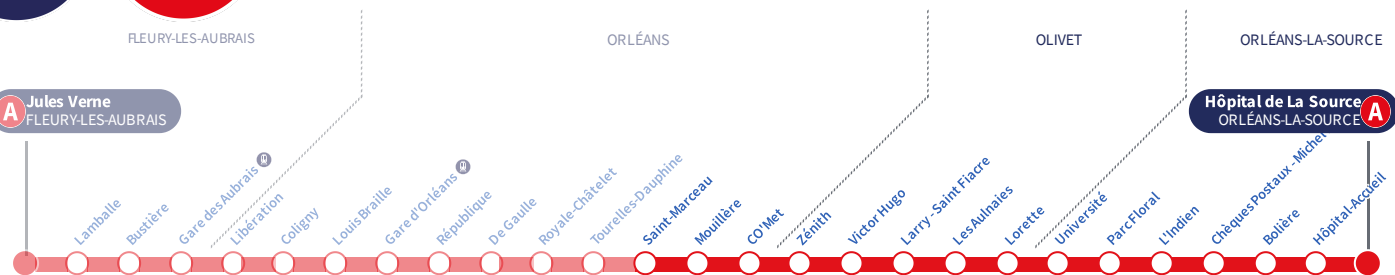 FLEURY-LES-AUBRAIS
ORLÉANS
OLIVET
ORLÉANS-LA-SOURCE
A
Jules Verne
FLEURY-LES-AUBRAIS
Hôpital de La Source
ORLÉANS-LA-SOURCE
A
Lamballe
Bustière
Gare des Aubrais
Libération
Coligny
Louis Braille
Gare d'Orléans
République
De Gaulle
Royale-Châtelet
Tourelles-Dauphine
Saint-Marceau
Mouillère
CO'Met
Zénith
Victor Hugo
Larry - Saint Fiacre
Les Aulnaies
Lorette
Université
Parc Floral
L'Indien
Chèques Postaux - Michel
Bolière
Hôpital-Accueil